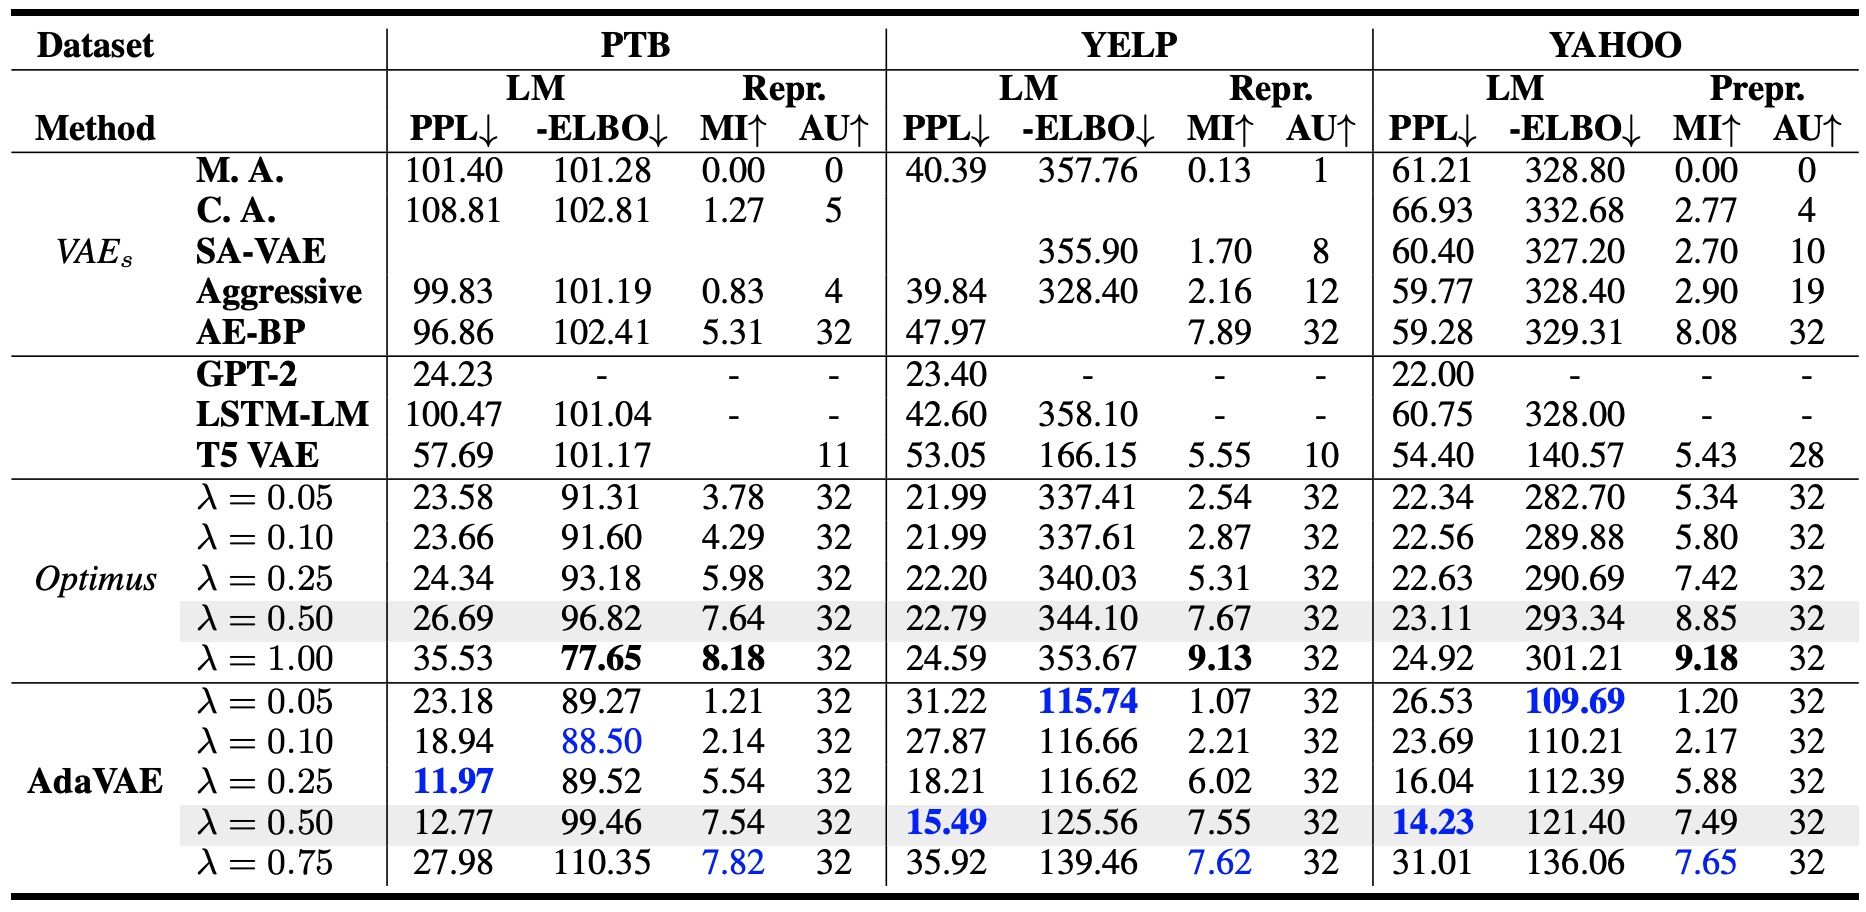 Dataset PTB YELP YAHOO
LM Repr. LM Repr. LM Prepr.
Method PPL↓ -ELBO↓ MI↑ AU↑ PPL↓ -ELBO↓ MI↑ AU↑ PPL↓ -ELBO↓ MI↑ AU↑
M. A. 101.40 101.28 0.00 0 40.39 357.76 0.13 1 61.21 328.80 0.00 0
C. A. 108.81 102.81 1.27 5 66.93 332.68 2.77 4
VAEs SA-VAE 355.90 1.70 8 60.40 327.20 2.70 10
Aggressive 99.83 101.19 0.83 4 39.84 328.40 2.16 12 59.77 328.40 2.90 19
AE-BP 96.86 102.41 5.31 32 47.97 7.89 32 59.28 329.31 8.08 32
GPT-2 24.23 - - - 23.40 - - - 22.00 - - -
LSTM-LM 100.47 101.04 - - 42.60 358.10 - - 60.75 328.00 - -
T5 VAE 57.69 101.17 11 53.05 166.15 5.55 10 54.40 140.57 5.43 28
λ = 0.05 23.58 91.31 3.78 32 21.99 337.41 2.54 32 22.34 282.70 5.34 32
λ = 0.10 23.66 91.60 4.29 32 21.99 337.61 2.87 32 22.56 289.88 5.80 32
Optimus λ = 0.25 24.34 93.18 5.98 32 22.20 340.03 5.31 32 22.63 290.69 7.42 32
λ = 0.50 26.69 96.82 7.64 32 22.79 344.10 7.67 32 23.11 293.34 8.85 32
λ = 1.00 35.53 77.65 8.18 32 24.59 353.67 9.13 32 24.92 301.21 9.18 32
λ = 0.05 23.18 89.27 1.21 32 31.22 115.74 1.07 32 26.53 109.69 1.20 32
λ = 0.10 18.94 88.50 2.14 32 27.87 116.66 2.21 32 23.69 110.21 2.17 32
AdaVAE λ = 0.25 11.97 89.52 5.54 32 18.21 116.62 6.02 32 16.04 112.39 5.88 32
λ = 0.50 12.77 99.46 7.54 32 15.49 125.56 7.55 32 14.23 121.40 7.49 32
λ = 0.75 27.98 110.35 7.82 32 35.92 139.46 7.62 32 31.01 136.06 7.65 32